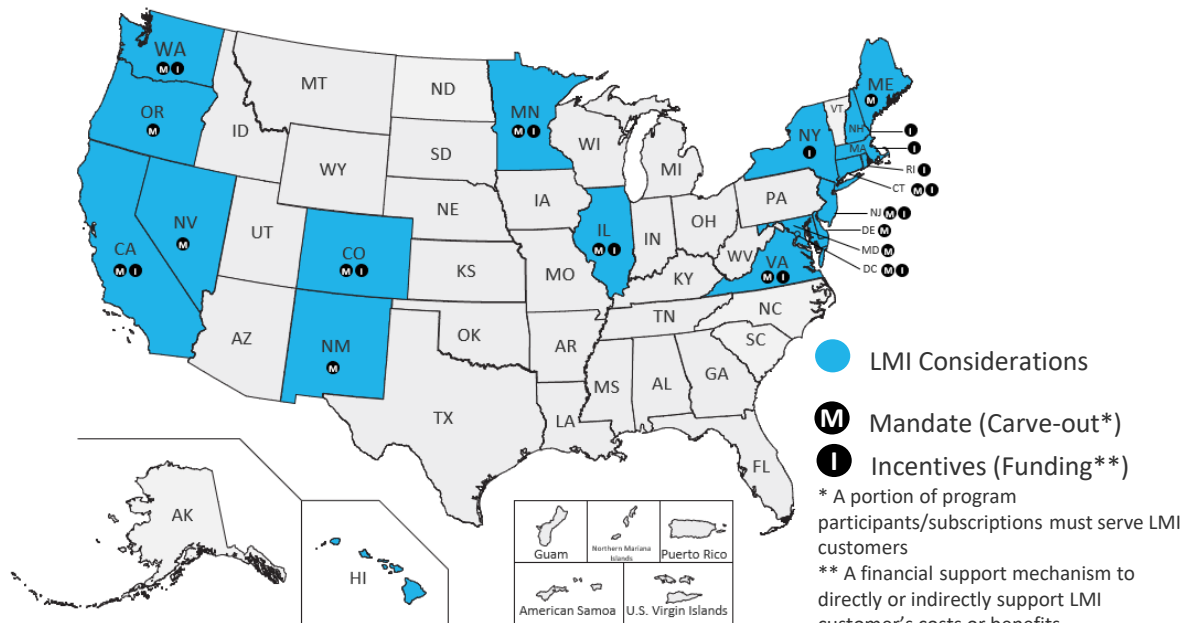 WA
M I
MT
ND
MN
M I
ME
M
OR
M
ID
SD
WI
VT
NH
I
NY
I
MA
I
RI I
CT M I
WY
MI
IA
NE
PA
NJ M I
DE M
MD M
DC M I
NV
M
UT
CO
M I
IL
M I
IN
OH
WV
VA
M I
CA
M I
KS
MO
KY
AZ
NM
M
OK
AR
TN
NC
SC
TX
LA
MS
AL
GA
FL
AK
HI
Guam
Northern Mariana
Islands
Puerto Rico
American Samoa
U.S. Virgin Islands
LMI Considerations
M Mandate (Carve-out*)
I Incentives (Funding**)
* A portion of program
participants/subscriptions must serve LMI
customers
** A financial support mechanism to
directly or indirectly support LMI
customer's costs or benefits